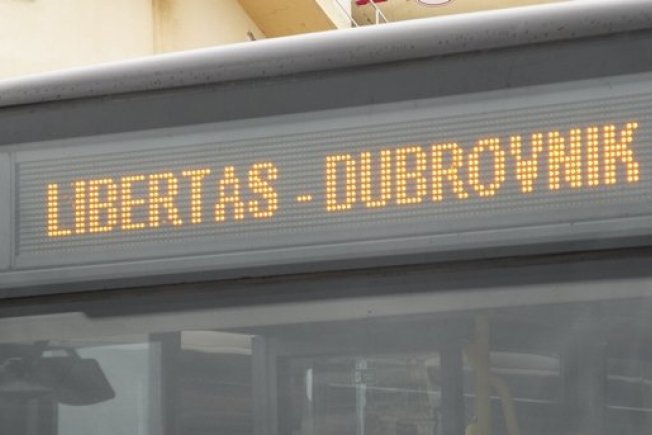 LIBERTAS - DUBROVNIK